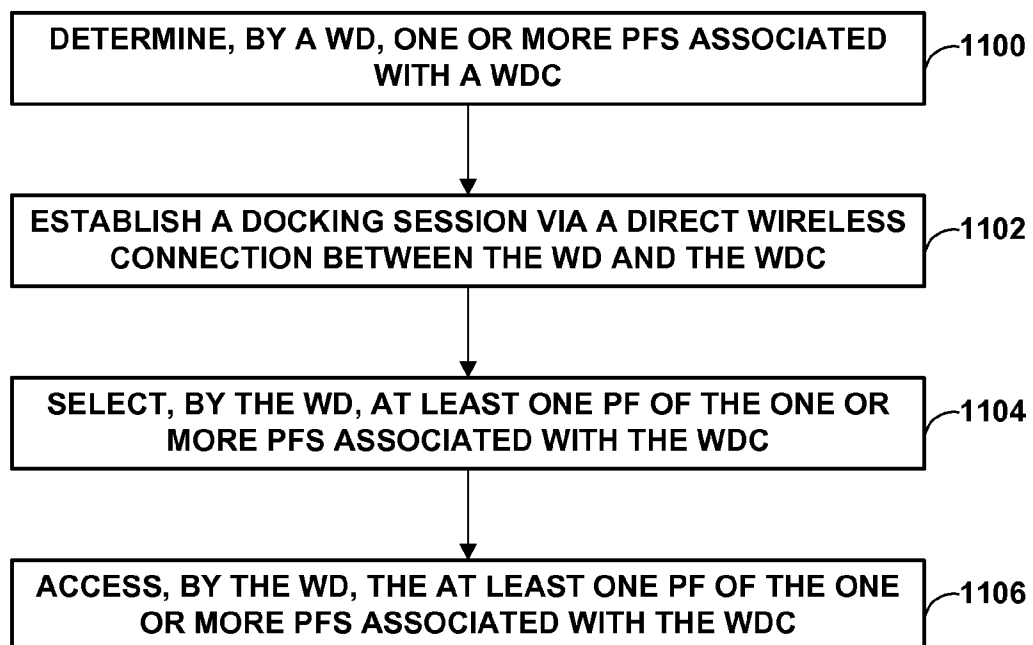 DETERMINE, BY A WD, ONE OR MORE PFS ASSOCIATED
WITH A WDC
1100
ESTABLISH A DOCKING SESSION VIA A DIRECT WIRELESS
CONNECTION BETWEEN THE WD AND THE WDC
1102
SELECT, BY THE WD, AT LEAST ONE PF OF THE ONE OR
MORE PFS ASSOCIATED WITH THE WDC
1104
ACCESS, BY THE WD, THE AT LEAST ONE PF OF THE ONE
OR MORE PFS ASSOCIATED WITH THE WDC
1106